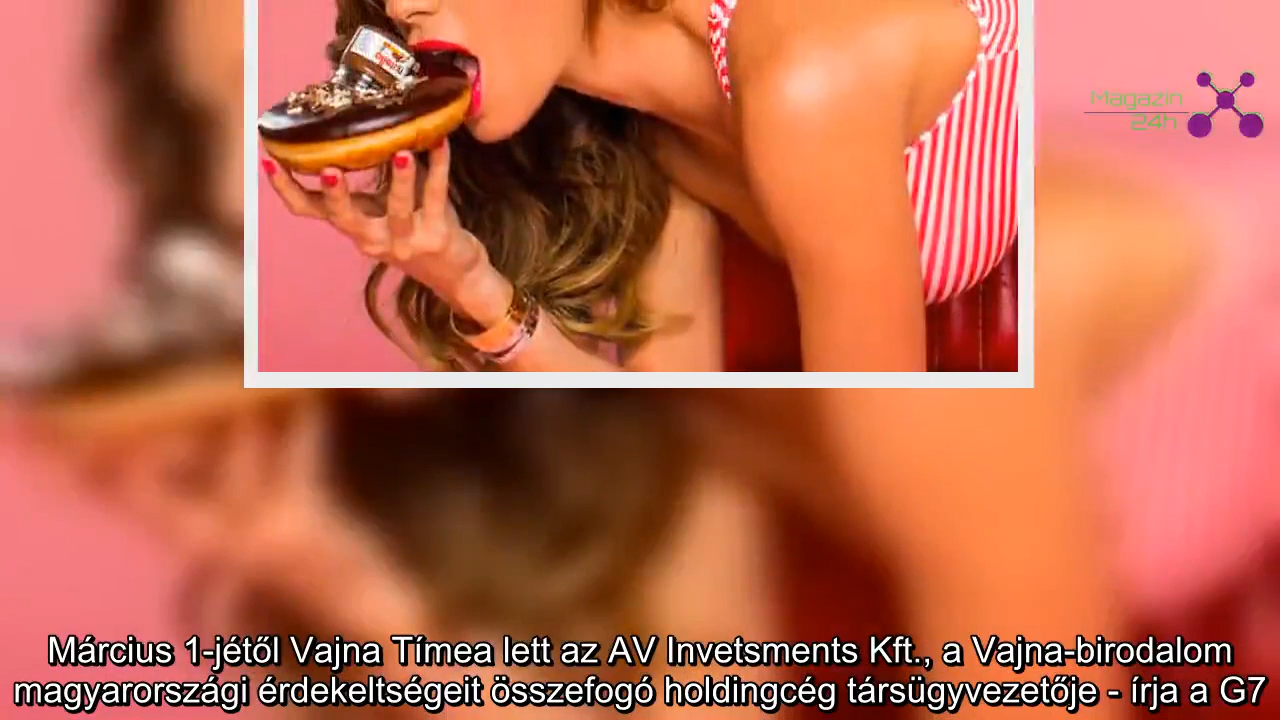 nutella
Magazin
24h
Március 1-jétől Vajna Tímea lett az AV Invetsments Kft., a Vajna-birodalom
magyarországi érdekeltségeit összefogó holdingcég társügyvezetője - írja a G7